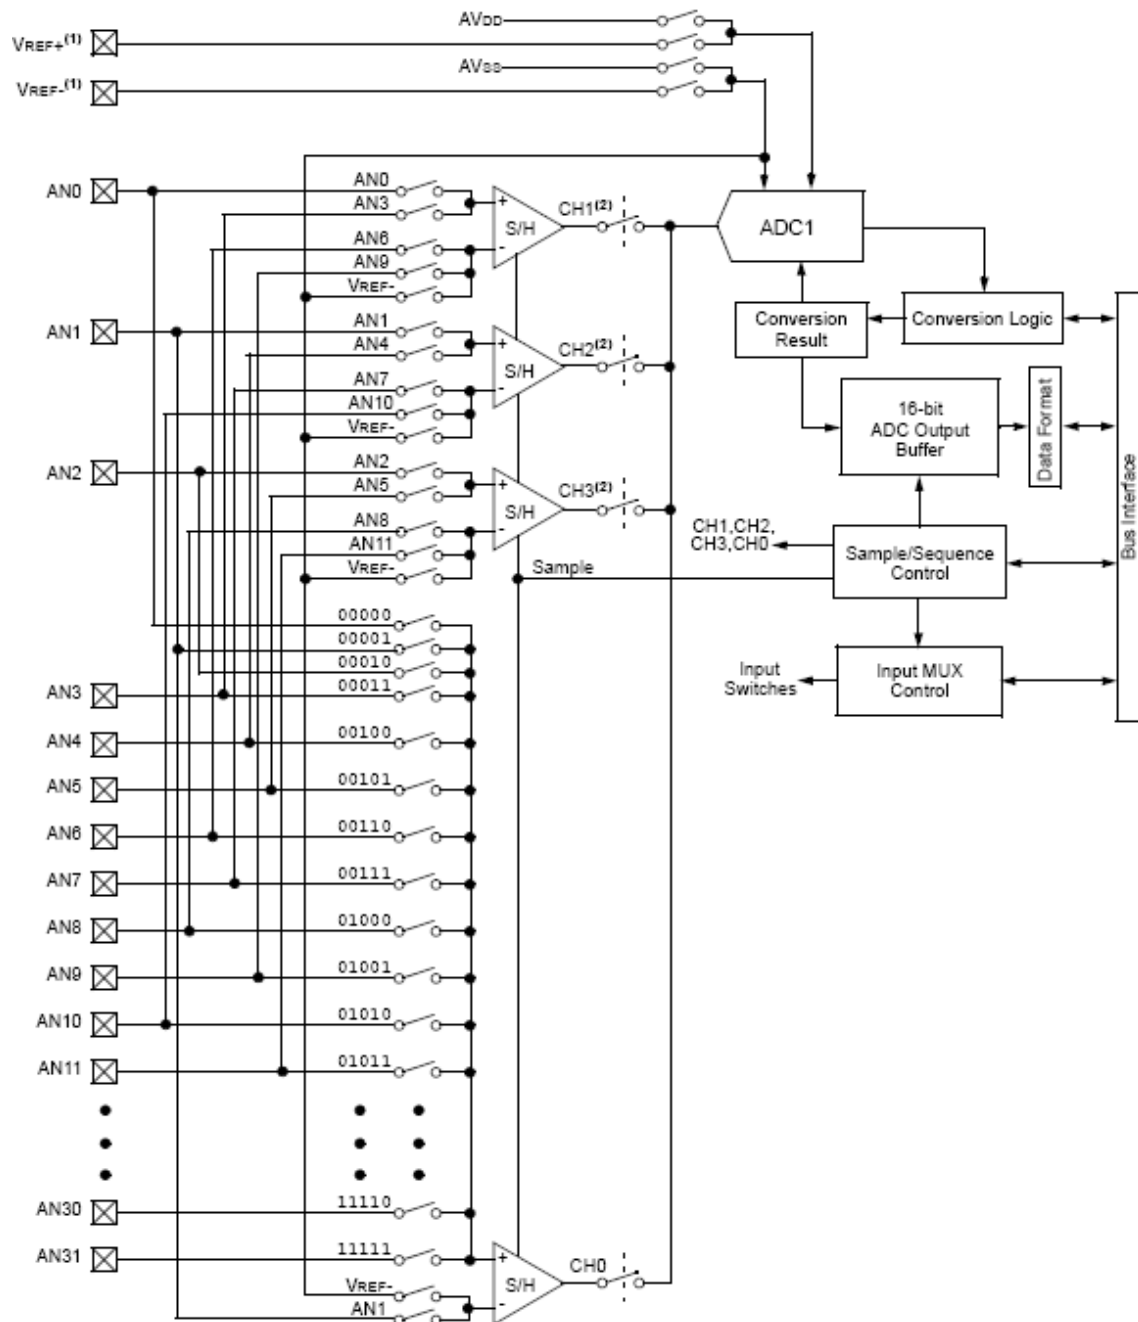 AVDD
VREF+(1)
AVSS
VREF-(1)
AN0
AN0
AN3
AN6
AN9
VREF-
+
-
S/H
CH1(2)
ADC1
AN1
AN1
AN4
AN7
AN10
VREF-
+
-
S/H
CH2(2)
Conversion
Result
Conversion Logic
16-bit
ADC Output
Buffer
Data Format
Bus Interface
AN2
AN2
AN5
AN8
AN11
VREF-
+
-
S/H
CH3(2)
CH1,CH2,
CH3,CH0
Sample/Sequence
Control
Sample
Input
Switches
Input MUX
Control
00000
00001
00010
AN3
00011
AN4
00100
AN5
00101
AN6
00110
AN7
00111
AN8
01000
AN9
01001
AN10
01010
AN11
01011
AN30
11110
AN31
11111
VREF-
AN1
+
-
S/H
CH0